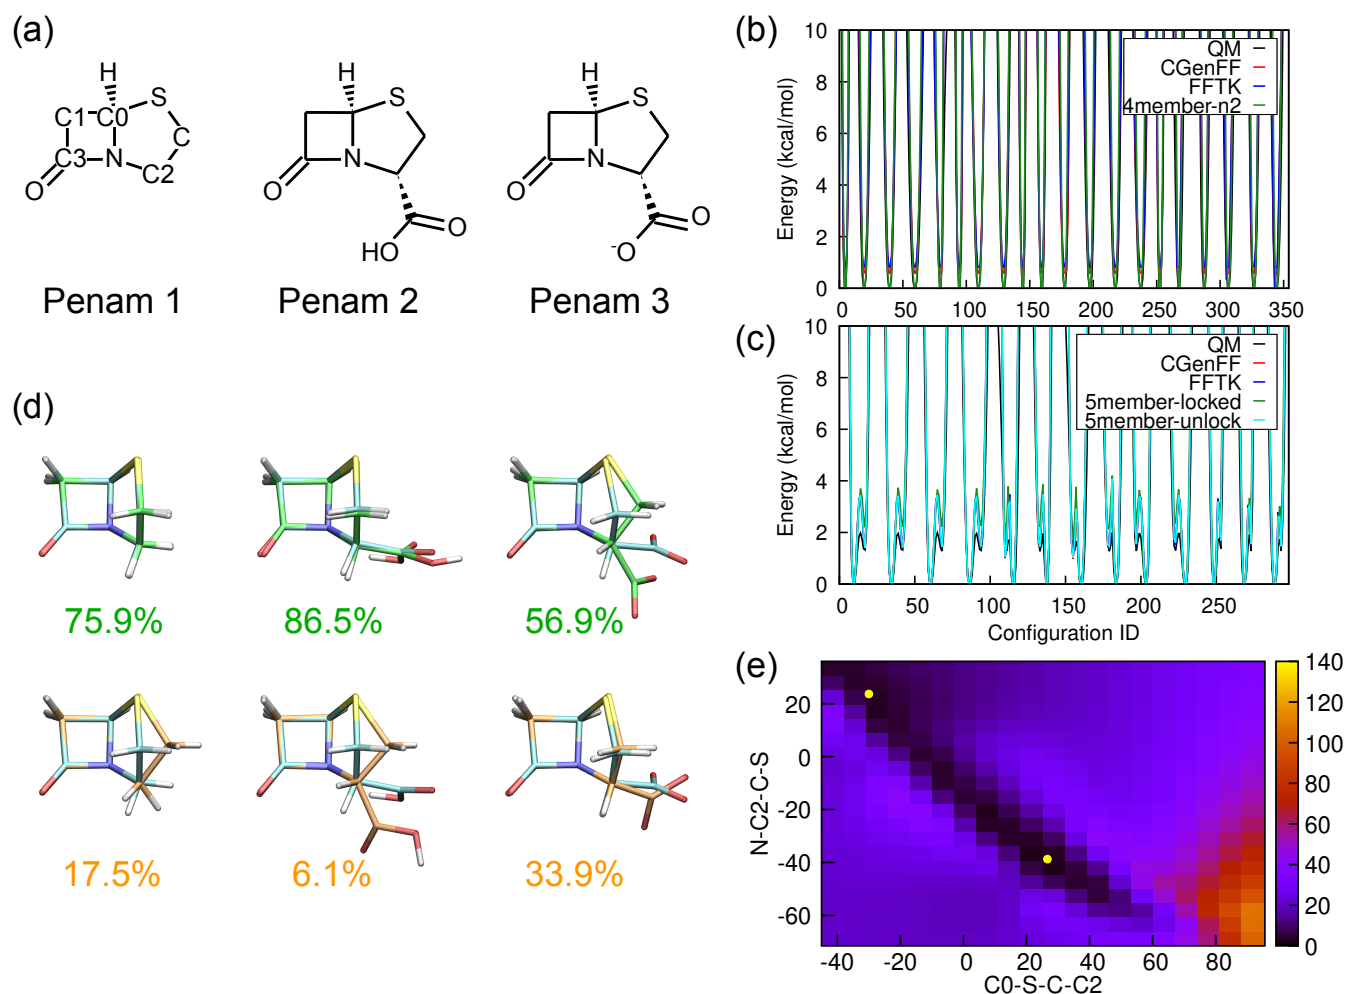 (a)
H
C1
C0
S
C
C3
N
C2
O
Penam 1
H
S
N
O
O
HO
Penam 2
H
S
N
O
O
-O
Penam 3
(b)
Energy (kcal/mol)
10
8
6
4
2
0
QM
CGenFF
FFTK
4member-n2
0 50 100 150 200 250 300 350
(c)
Energy (kcal/mol)
10
8
6
4
2
0
QM
CGenFF
FFTK
5member-locked
5member-unlock
0 50 100 150 200 250
Configuration ID
(d)
75.9% 86.5% 56.9%
17.5% 6.1% 33.9%
(e)
N-C2-C-S
20
0
-20
-40
-60
-40 -20 0 20 40 60 80
C0-S-C-C2
140
120
100
80
60
40
20
0